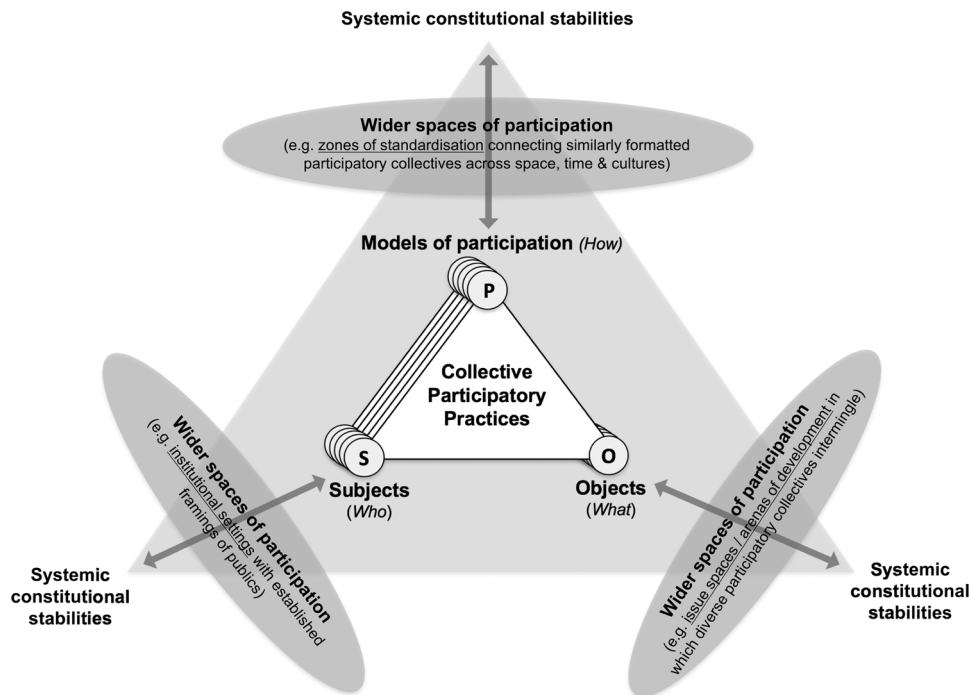 Systemic constitutional stabilities
Wider spaces of participation
(e.g. zones of standardisation connecting similarly formatted
participatory collectives across space, time & cultures)
Models of participation (How)
P
Collective
Participatory
Practices
S
O
Subjects
(Who)
Objects
(What)
Wider spaces of participation
(e.g. institutional settings with established
framings of publics)
Wider spaces of participation
(e.g. issue spaces / arenas of development in
which diverse participatory collectives intermingle)
Systemic
constitutional
stabilities
Systemic
constitutional
stabilities